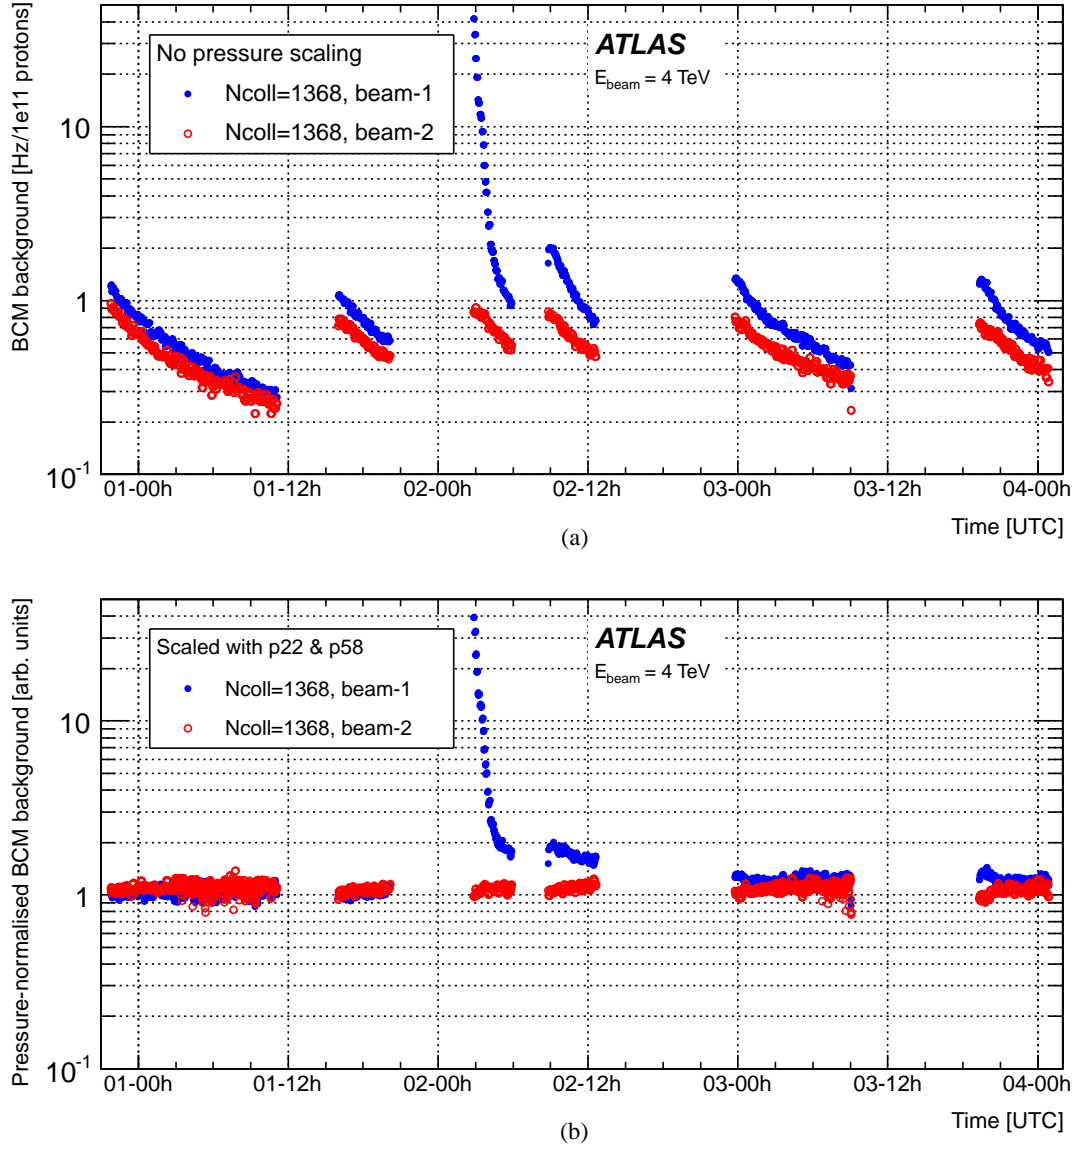 BCM background [Hz/1e11 protons]
No pressure scaling
Ncoll=1368, beam-1
Ncoll=1368, beam-2
ATLAS
E_beam = 4 TeV
10
1
10^-1
01-00h 01-12h 02-00h 02-12h 03-00h 03-12h 04-00h
Time [UTC]
(a)
Pressure-normalised BCM background [arb. units]
Scaled with p22 & p58
Ncoll=1368, beam-1
Ncoll=1368, beam-2
ATLAS
E_beam = 4 TeV
10
1
10^-1
01-00h 01-12h 02-00h 02-12h 03-00h 03-12h 04-00h
Time [UTC]
(b)